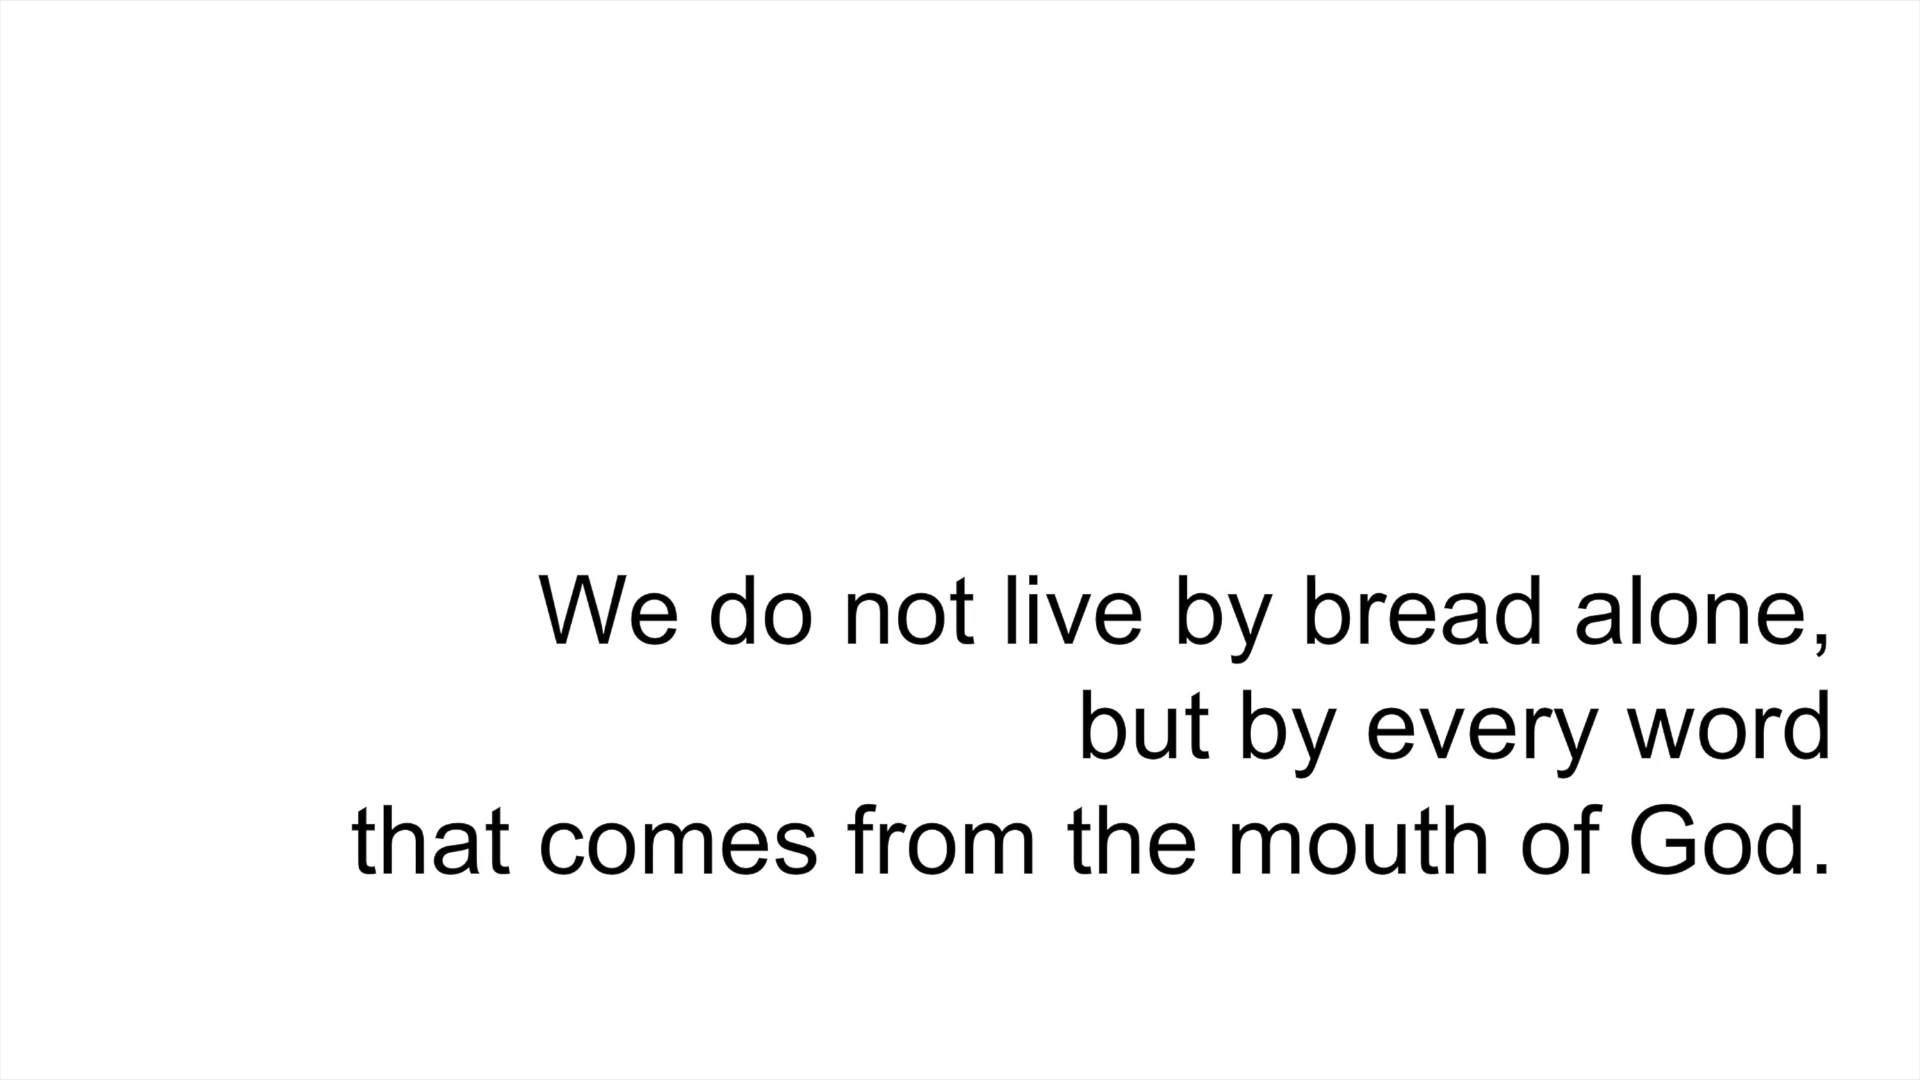 We do not live by bread alone,
but by every word
that comes from the mouth of God.